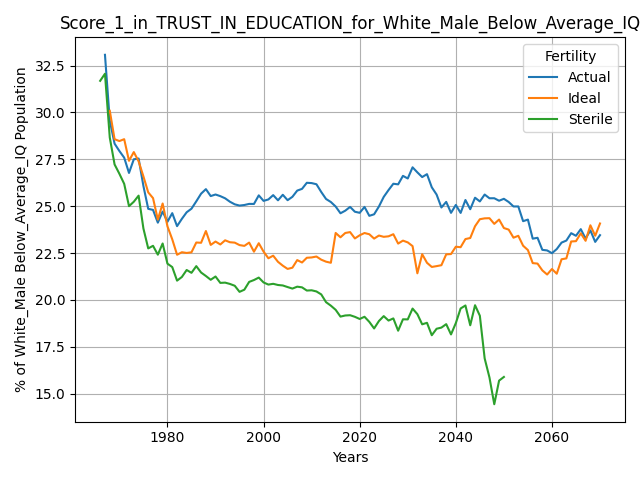 Score_1_in_TRUST_IN_EDUCATION_for_White_Male_Below_Average_IQ
Fertility
Actual
Ideal
Sterile
% of White_Male Below_Average_IQ Population
32.5
30.0
27.5
25.0
22.5
20.0
17.5
15.0
1980
2000
2020
2040
2060
Years